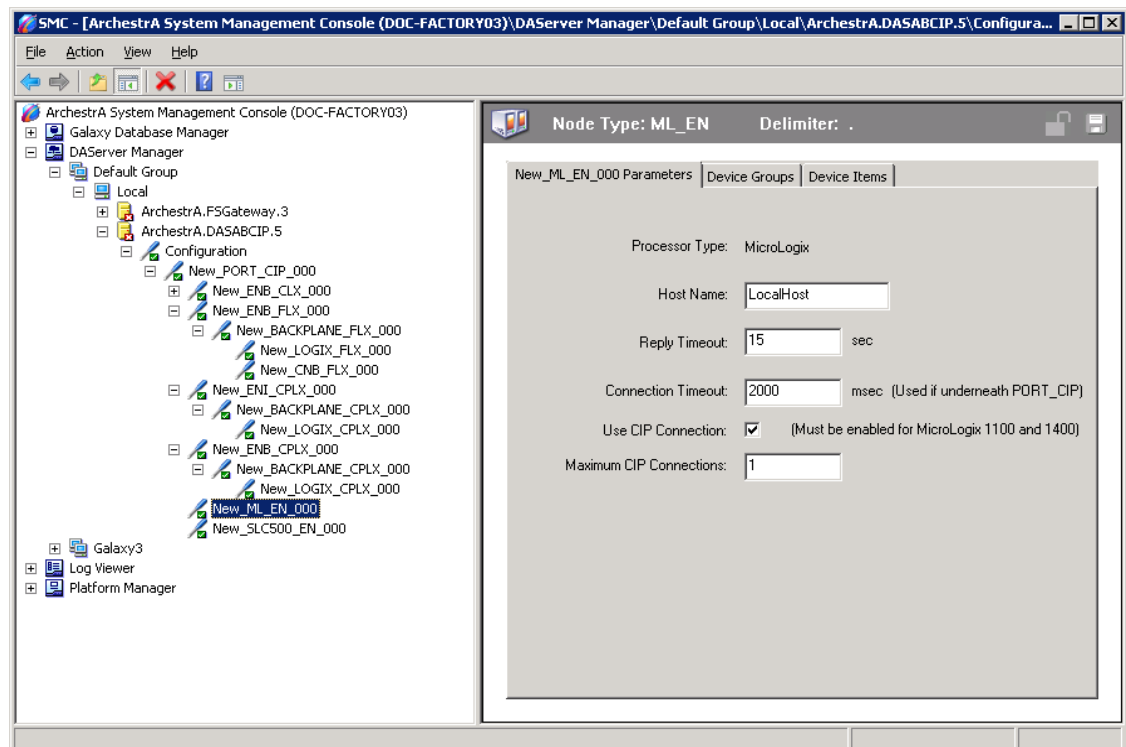 SMC - [ArchestrA System Management Console (DOC-FACTORY03)\DAServer Manager\Default Group\Local\ArchestrA.DASABCIP.5\Configura...
File Action View Help
ArchestrA System Management Console (DOC-FACTORY03)
Galaxy Database Manager
DAServer Manager
Default Group
Local
ArchestrA.FSGateway.3
ArchestrA.DASABCIP.5
Configuration
New_PORT_CIP_000
New_ENB_CLX_000
New_ENB_FLX_000
New_BACKPLANE_FLX_000
New_LOGIX_FLX_000
New_CNB_FLX_000
New_ENI_CPLX_000
New_BACKPLANE_CPLX_000
New_LOGIX_CPLX_000
New_ENB_CPLX_000
New_BACKPLANE_CPLX_000
New_LOGIX_CPLX_000
New_ML_EN_000
New_SLC500_EN_000
Galaxy3
Log Viewer
Platform Manager
Node Type: ML_EN Delimiter: .
New_ML_EN_000 Parameters Device Groups Device Items
Processor Type: MicroLogix
Host Name: LocalHost
Reply Timeout: 15 sec
Connection Timeout: 2000 msec (Used if underneath PORT_CIP)
Use CIP Connection: (Must be enabled for MicroLogix 1100 and 1400)
Maximum CIP Connections: 1